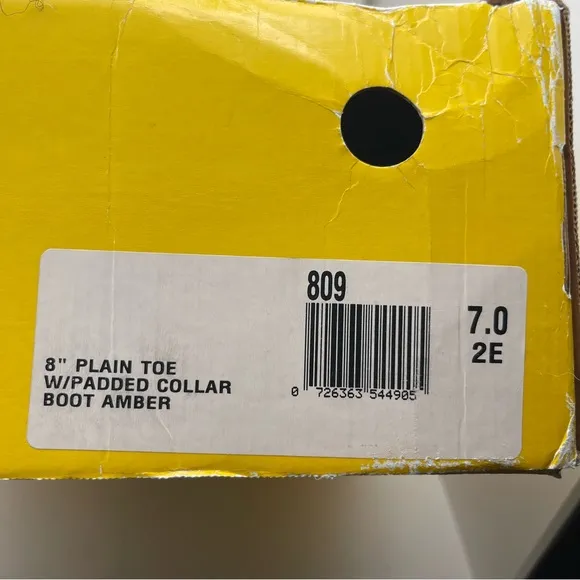 809
7.0
2E
8" PLAIN TOE
W/PADDED COLLAR
BOOT AMBER
0 726363 544905